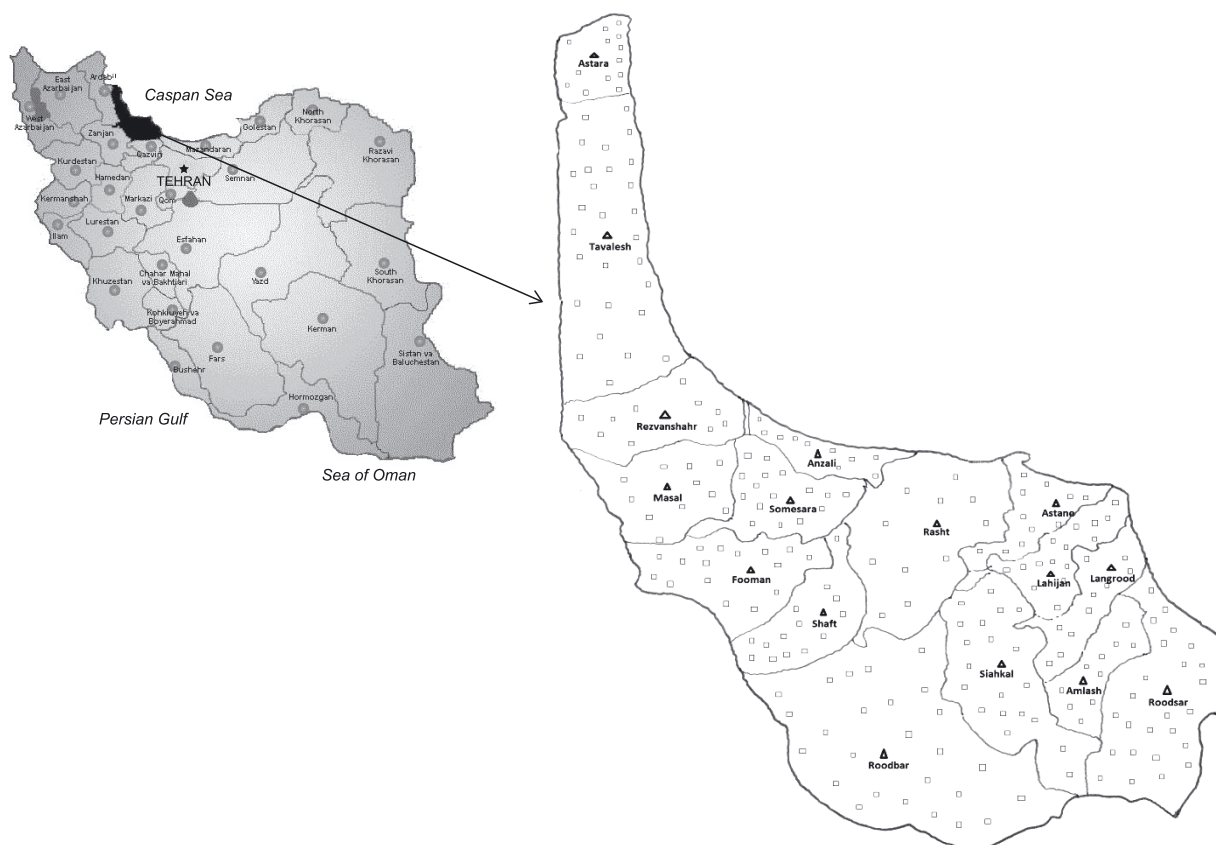 Caspan Sea
East
Azarbaijan
Ardabil
West
Azarbaijan
Zanjan
Qazvin
Mazandaran
Golestan
North
Khorasan
Razavi
Khorasan
Kurdestan
Hamedan
TEHRAN
Semnan
Kermanshah
Markazi
Qom
Ilam
Lurestan
Esfahan
Khuzestan
Chahar Mahal
va Bakhtiari
Yazd
South
Khorasan
Kohkiluyeh va
Boyerahmad
Kerman
Fars
Bushehr
Sistan va
Baluchestan
Hormozgan
Persian Gulf
Sea of Oman
Astara
Tavalesh
Rezvanshahr
Anzali
Masal
Somesara
Rasht
Astane
Fooman
Lahijan
Langrood
Shaft
Siahkal
Amlash
Roodsar
Roodbar